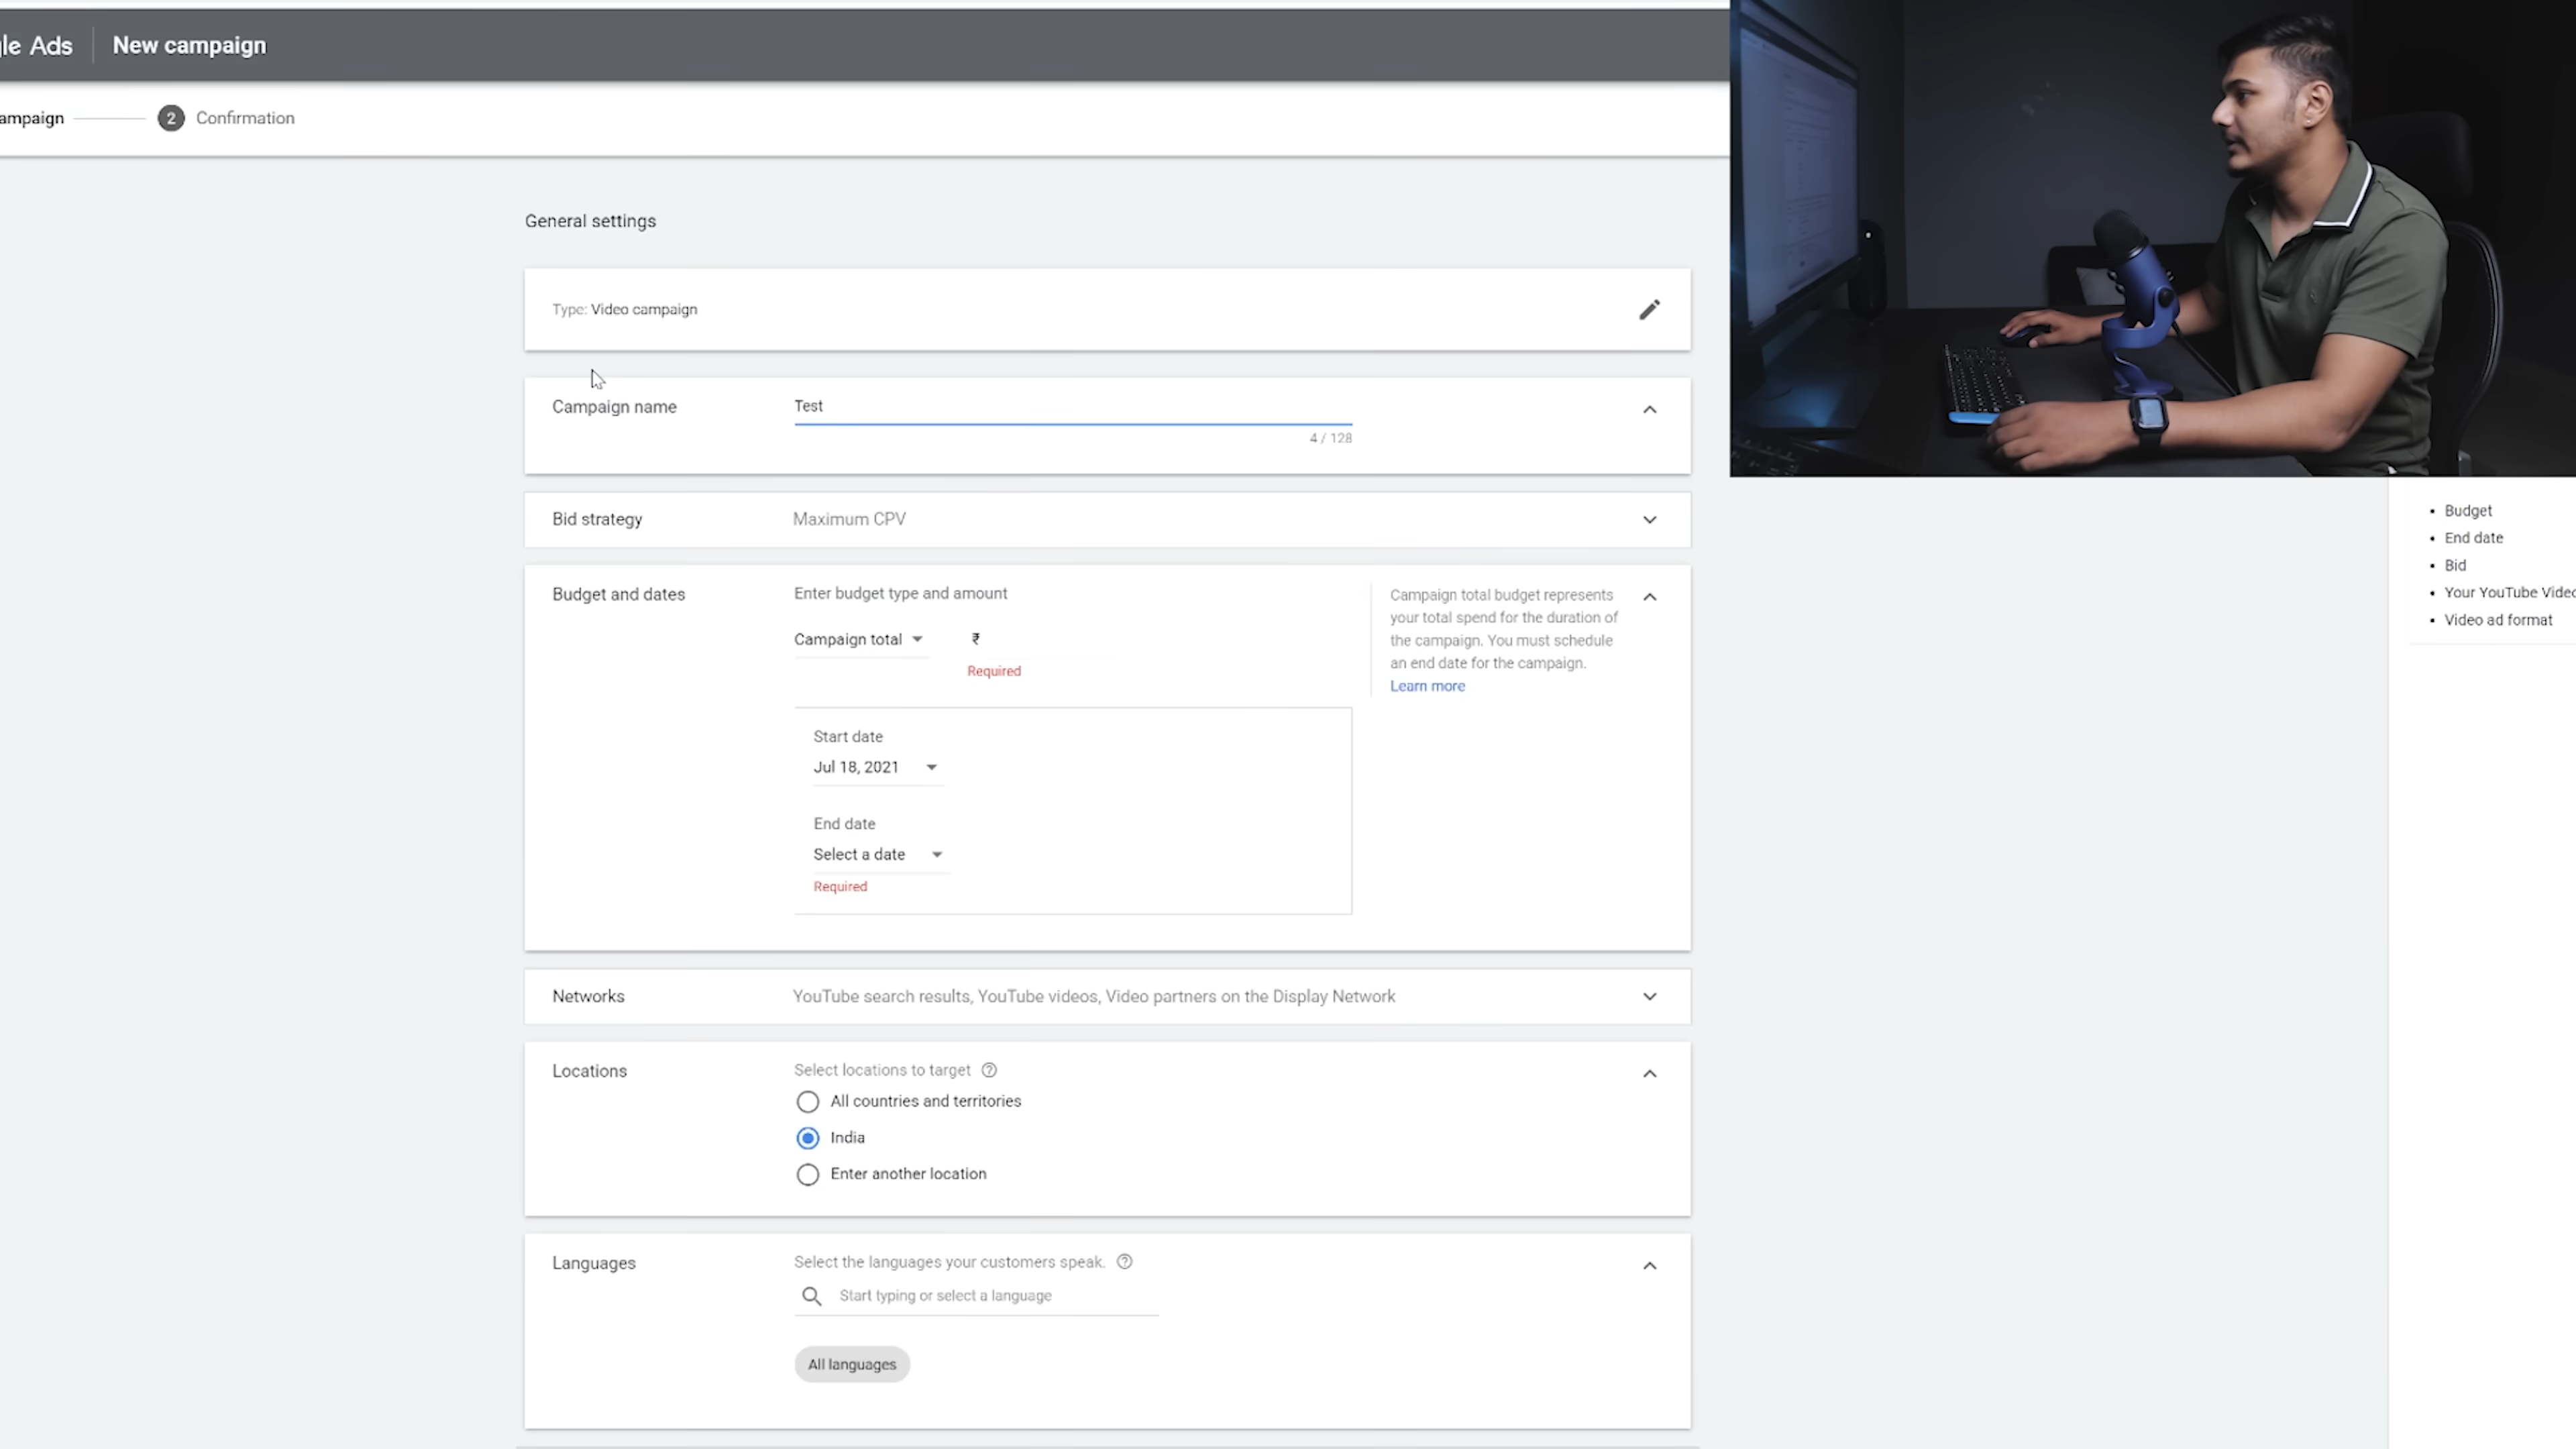 le Ads New campaign
ampaign 2 Confirmation
General settings
Type: Video campaign
Campaign name Test
4 / 128
Bid strategy Maximum CPV
Budget and dates Enter budget type and amount
Campaign total ₹
Required
Campaign total budget represents
your total spend for the duration of
the campaign. You must schedule
an end date for the campaign.
Learn more
Start date
Jul 18, 2021
End date
Select a date
Required
Networks YouTube search results, YouTube videos, Video partners on the Display Network
Locations Select locations to target
All countries and territories
India
Enter another location
Languages Select the languages your customers speak.
Start typing or select a language
All languages
• Budget
• End date
• Bid
• Your YouTube Video
• Video ad format